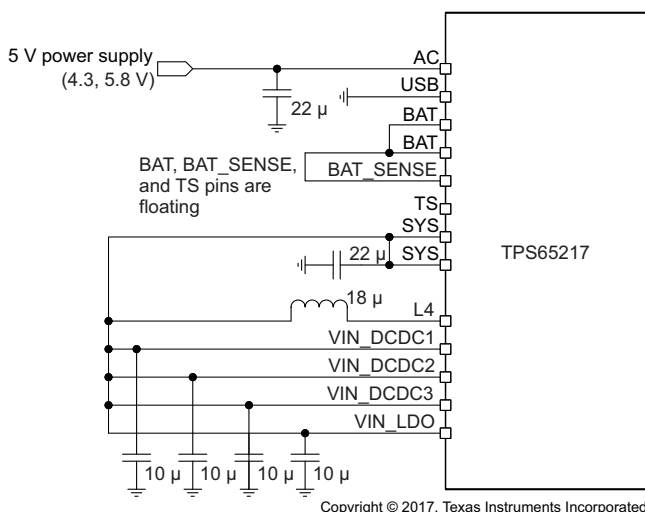 5 V power supply
(4.3, 5.8 V)
AC
22 µ
USB
BAT
BAT
BAT, BAT_SENSE,
and TS pins are
floating
BAT_SENSE
TS
SYS
22 µ
SYS
TPS65217
18 µ
L4
VIN_DCDC1
VIN_DCDC2
VIN_DCDC3
VIN_LDO
10 µ
10 µ
10 µ
10 µ
Copyright © 2017, Texas Instruments Incorporated